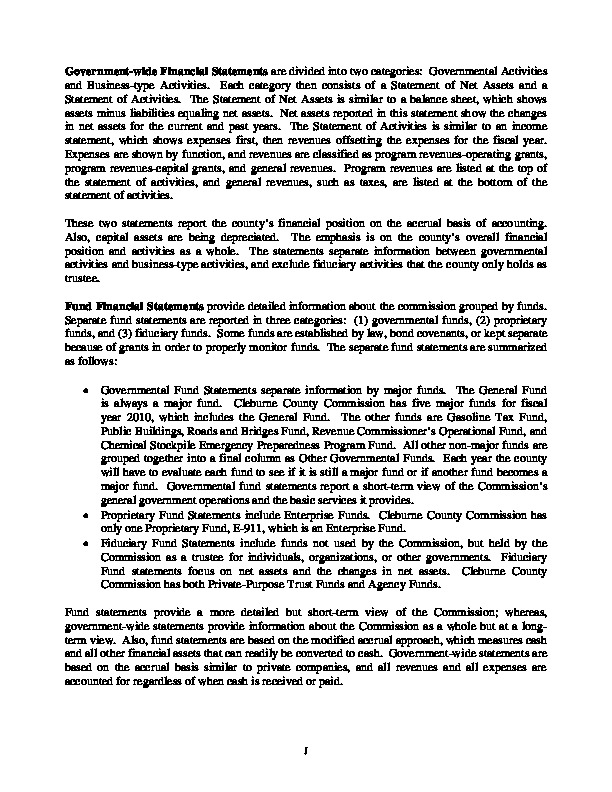 Government-wide Financial Statements are divided into two categories: Governmental Activities
and Business-type Activities. Each category then consists of a Statement of Net Assets and a
Statement of Activities. The Statement of Net Assets is similar to a balance sheet, which shows
assets minus liabilities equaling net assets. Net assets reported in this statement show the changes
in net assets for the current and past years. The Statement of Activities is similar to an income
statement, which shows expenses first, then revenues offsetting the expenses for the fiscal year.
Expenses are shown by function, and revenues are classified as program revenues-operating grants,
program revenues-capital grants, and general revenues. Program revenues are listed at the top of
the statement of activities, and general revenues, such as taxes, are listed at the bottom of the
statement of activities.
These two statements report the county's financial position on the accrual basis of accounting.
Also, capital assets are being depreciated. The emphasis is on the county's overall financial
position and activities as a whole. The statements separate information between governmental
activities and business-type activities, and exclude fiduciary activities that the county only holds as
trustee.
Fund Financial Statements provide detailed information about the commission grouped by funds.
Separate fund statements are reported in three categories: (1) governmental funds, (2) proprietary
funds, and (3) fiduciary funds. Some funds are established by law, bond covenants, or kept separate
because of grants in order to properly monitor funds. The separate fund statements are summarized
as follows:
• Governmental Fund Statements separate information by major funds. The General Fund
is always a major fund. Cleburne County Commission has five major funds for fiscal
year 2010, which includes the General Fund. The other funds are Gasoline Tax Fund,
Public Buildings, Roads and Bridges Fund, Revenue Commissioner's Operational Fund, and
Chemical Stockpile Emergency Preparedness Program Fund. All other non-major funds are
grouped together into a final column as Other Governmental Funds. Each year the county
will have to evaluate each fund to see if it is still a major fund or if another fund becomes a
major fund. Governmental fund statements report a short-term view of the Commission's
general government operations and the basic services it provides.
• Proprietary Fund Statements include Enterprise Funds. Cleburne County Commission has
only one Proprietary Fund, E-911, which is an Enterprise Fund.
• Fiduciary Fund Statements include funds not used by the Commission, but held by the
Commission as a trustee for individuals, organizations, or other governments. Fiduciary
Fund statements focus on net assets and the changes in net assets. Cleburne County
Commission has both Private-Purpose Trust Funds and Agency Funds.
Fund statements provide a more detailed but short-term view of the Commission; whereas,
government-wide statements provide information about the Commission as a whole but at a long-
term view. Also, fund statements are based on the modified accrual approach, which measures cash
and all other financial assets that can readily be converted to cash. Government-wide statements are
based on the accrual basis similar to private companies, and all revenues and all expenses are
accounted for regardless of when cash is received or paid.